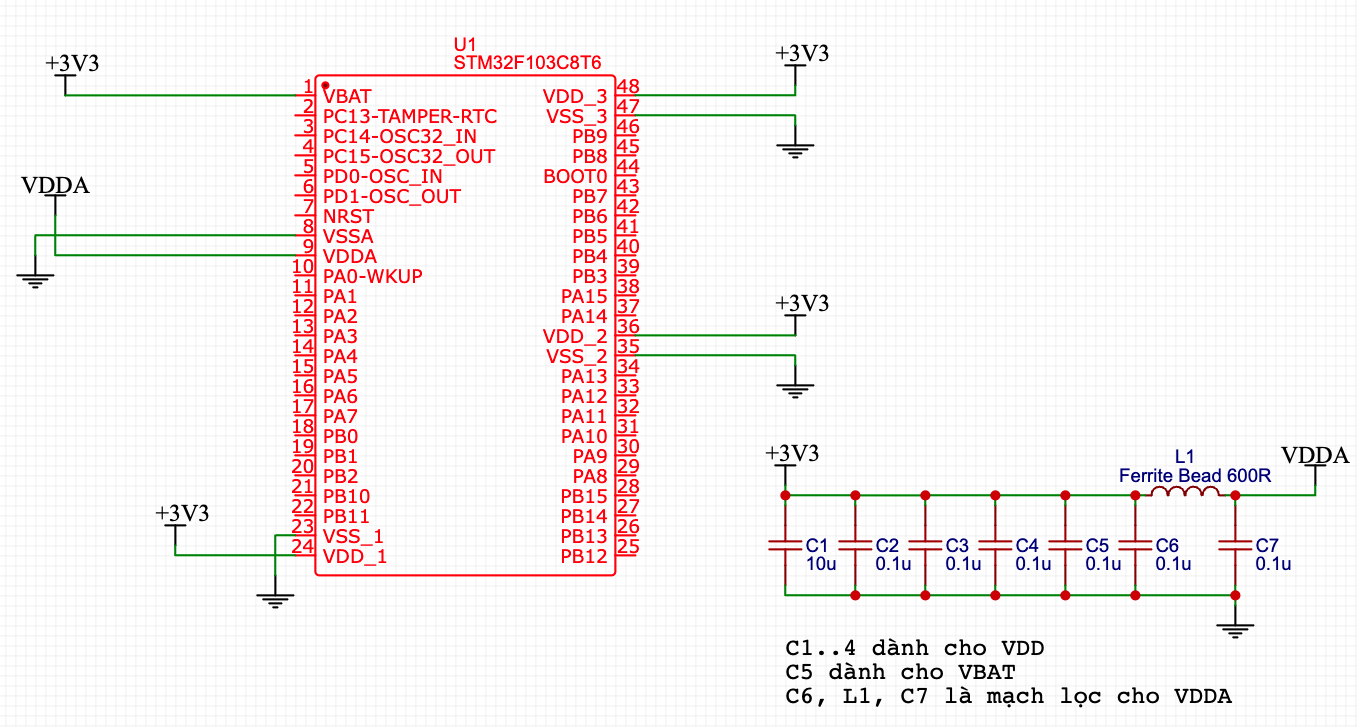 U1
STM32F103C8T6
+3V3
+3V3
1 VBAT
VDD_3 48
2 PC13-TAMPER-RTC
VSS_3 47
3 PC14-OSC32_IN
PB9 46
4 PC15-OSC32_OUT
PB8 45
5 PD0-OSC_IN
BOOT0 44
VDDA
6 PD1-OSC_OUT
PB7 43
7 NRST
PB6 42
8 VSSA
PB5 41
9 VDDA
PB4 40
10 PA0-WKUP
PB3 39
11 PA1
PA15 38
+3V3
12 PA2
PA14 37
13 PA3
VDD_2 36
14 PA4
VSS_2 35
15 PA5
PA13 34
16 PA6
PA12 33
17 PA7
PA11 32
18 PB0
PA10 31
19 PB1
PA9 30
20 PB2
PA8 29
21 PB10
PB15 28
22 PB11
PB14 27
+3V3
23 VSS_1
PB13 26
24 VDD_1
PB12 25
+3V3
L1
Ferrite Bead 600R
VDDA
C1
10u
C2
0.1u
C3
0.1u
C4
0.1u
C5
0.1u
C6
0.1u
C7
0.1u
C1..4 dành cho VDD
C5 dành cho VBAT
C6, L1, C7 là mạch lọc cho VDDA